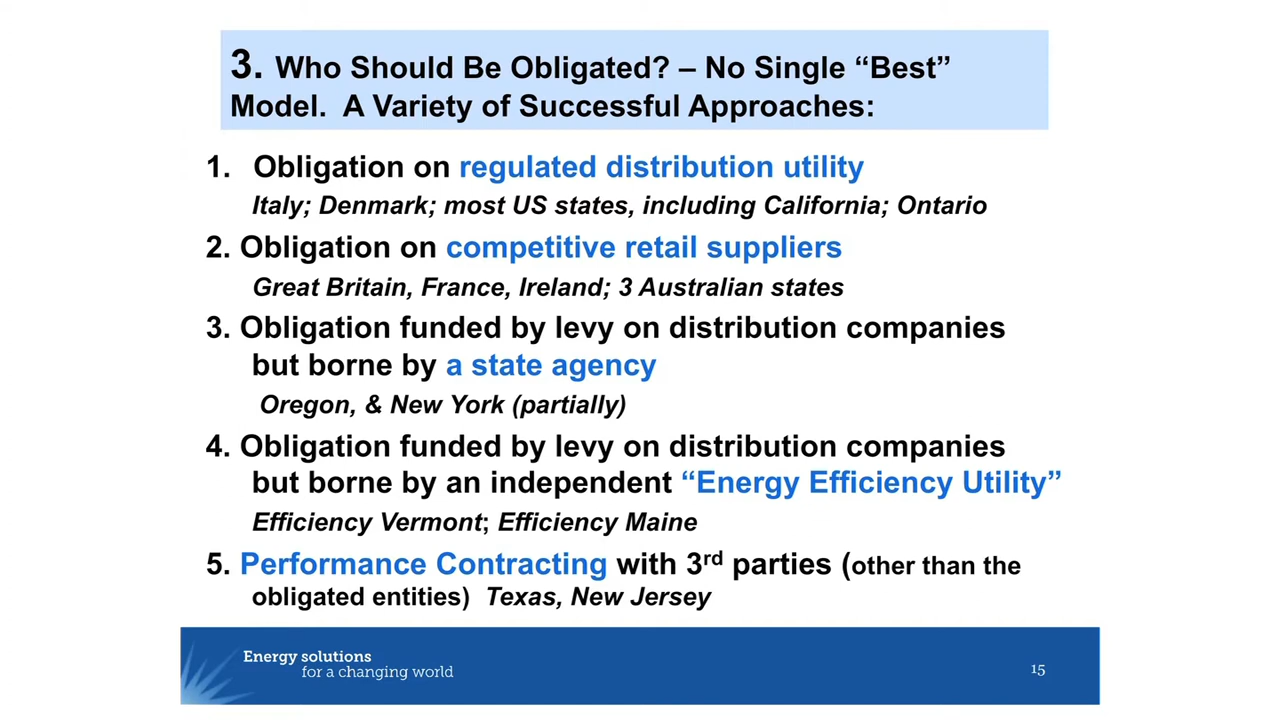 3. Who Should Be Obligated? – No Single “Best”
Model. A Variety of Successful Approaches:
1. Obligation on regulated distribution utility
Italy; Denmark; most US states, including California; Ontario
2. Obligation on competitive retail suppliers
Great Britain, France, Ireland; 3 Australian states
3. Obligation funded by levy on distribution companies
but borne by a state agency
Oregon, & New York (partially)
4. Obligation funded by levy on distribution companies
but borne by an independent “Energy Efficiency Utility”
Efficiency Vermont; Efficiency Maine
5. Performance Contracting with 3rd parties (other than the
obligated entities) Texas, New Jersey
Energy solutions
for a changing world
15